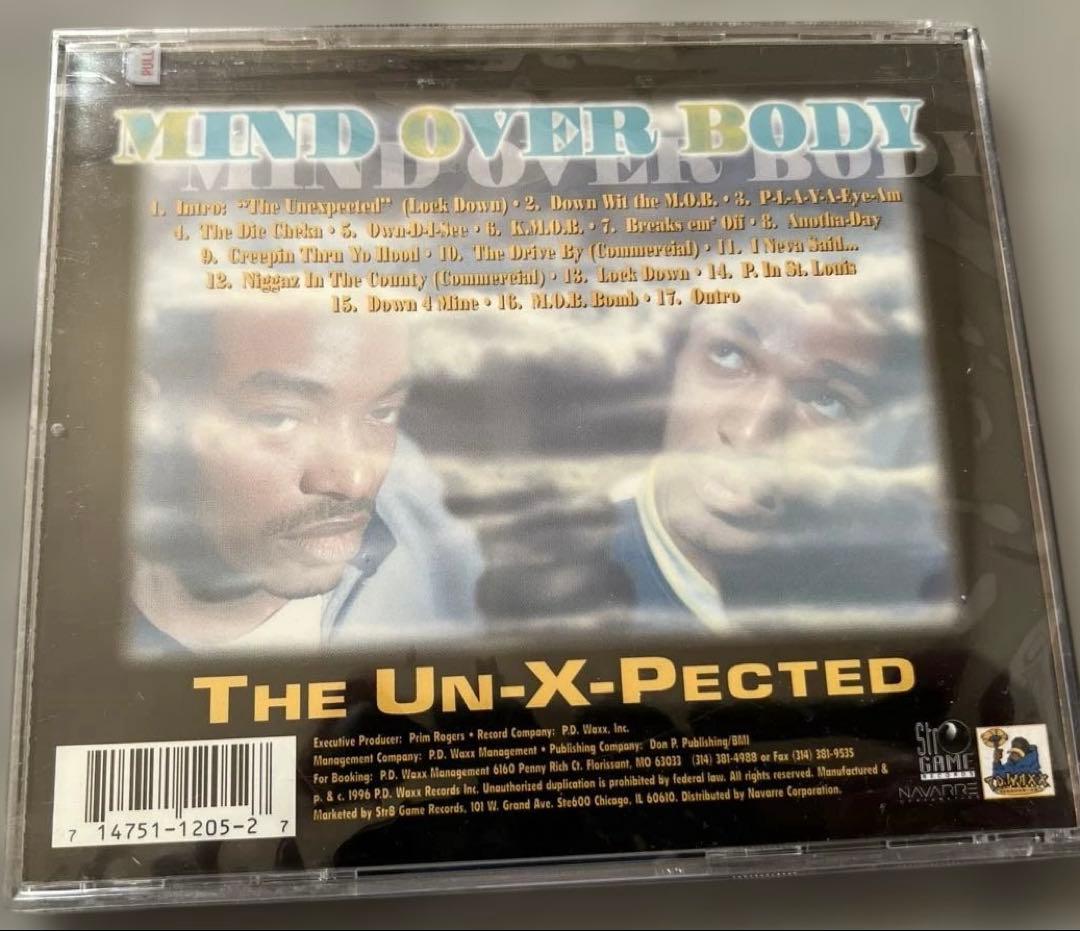 PULL
MIND OVER BODY
MIND OVER BODY
1. Intro: "The Unexpected" (Lock Down) • 2. Down Wit the M.O.B. • 3. P-L-A-Y-A-Eye-Am
4. The Die Cheka • 5. Own-D-I-See • 6. K.M.O.B. • 7. Breaks em' Off • 8. Anotha-Day
9. Creepin Thru Yo Hood • 10. The Drive By (Commercial) • 11. I Neva Said...
12. Niggaz In The County (Commercial) • 13. Lock Down • 14. P. In St. Louis
15. Down 4 Mine • 16. M.O.B. Bomb • 17. Outro
THE UN-X-PECTED
Executive Producer: Prim Rogers • Record Company: P.D. Waxx, Inc.
Management Company: P.D. Waxx Management • Publishing Company: Don P. Publishing/BMI
For Booking: P.D. Waxx Management 6160 Penny Rich Ct. Florissant, MO 63033 (314) 381-4988 or Fax (314) 381-9535
p. & c. 1996 P.D. Waxx Records Inc. Unauthorized duplication is prohibited by federal law. All rights reserved. Manufactured &
Marketed by Str8 Game Records, 101 W. Grand Ave. Ste600 Chicago, IL 60610. Distributed by Navarre Corporation.
7 14751-1205-2 7
Str8
GAME
RECORDS
NAVARRE
P.D. WAXX